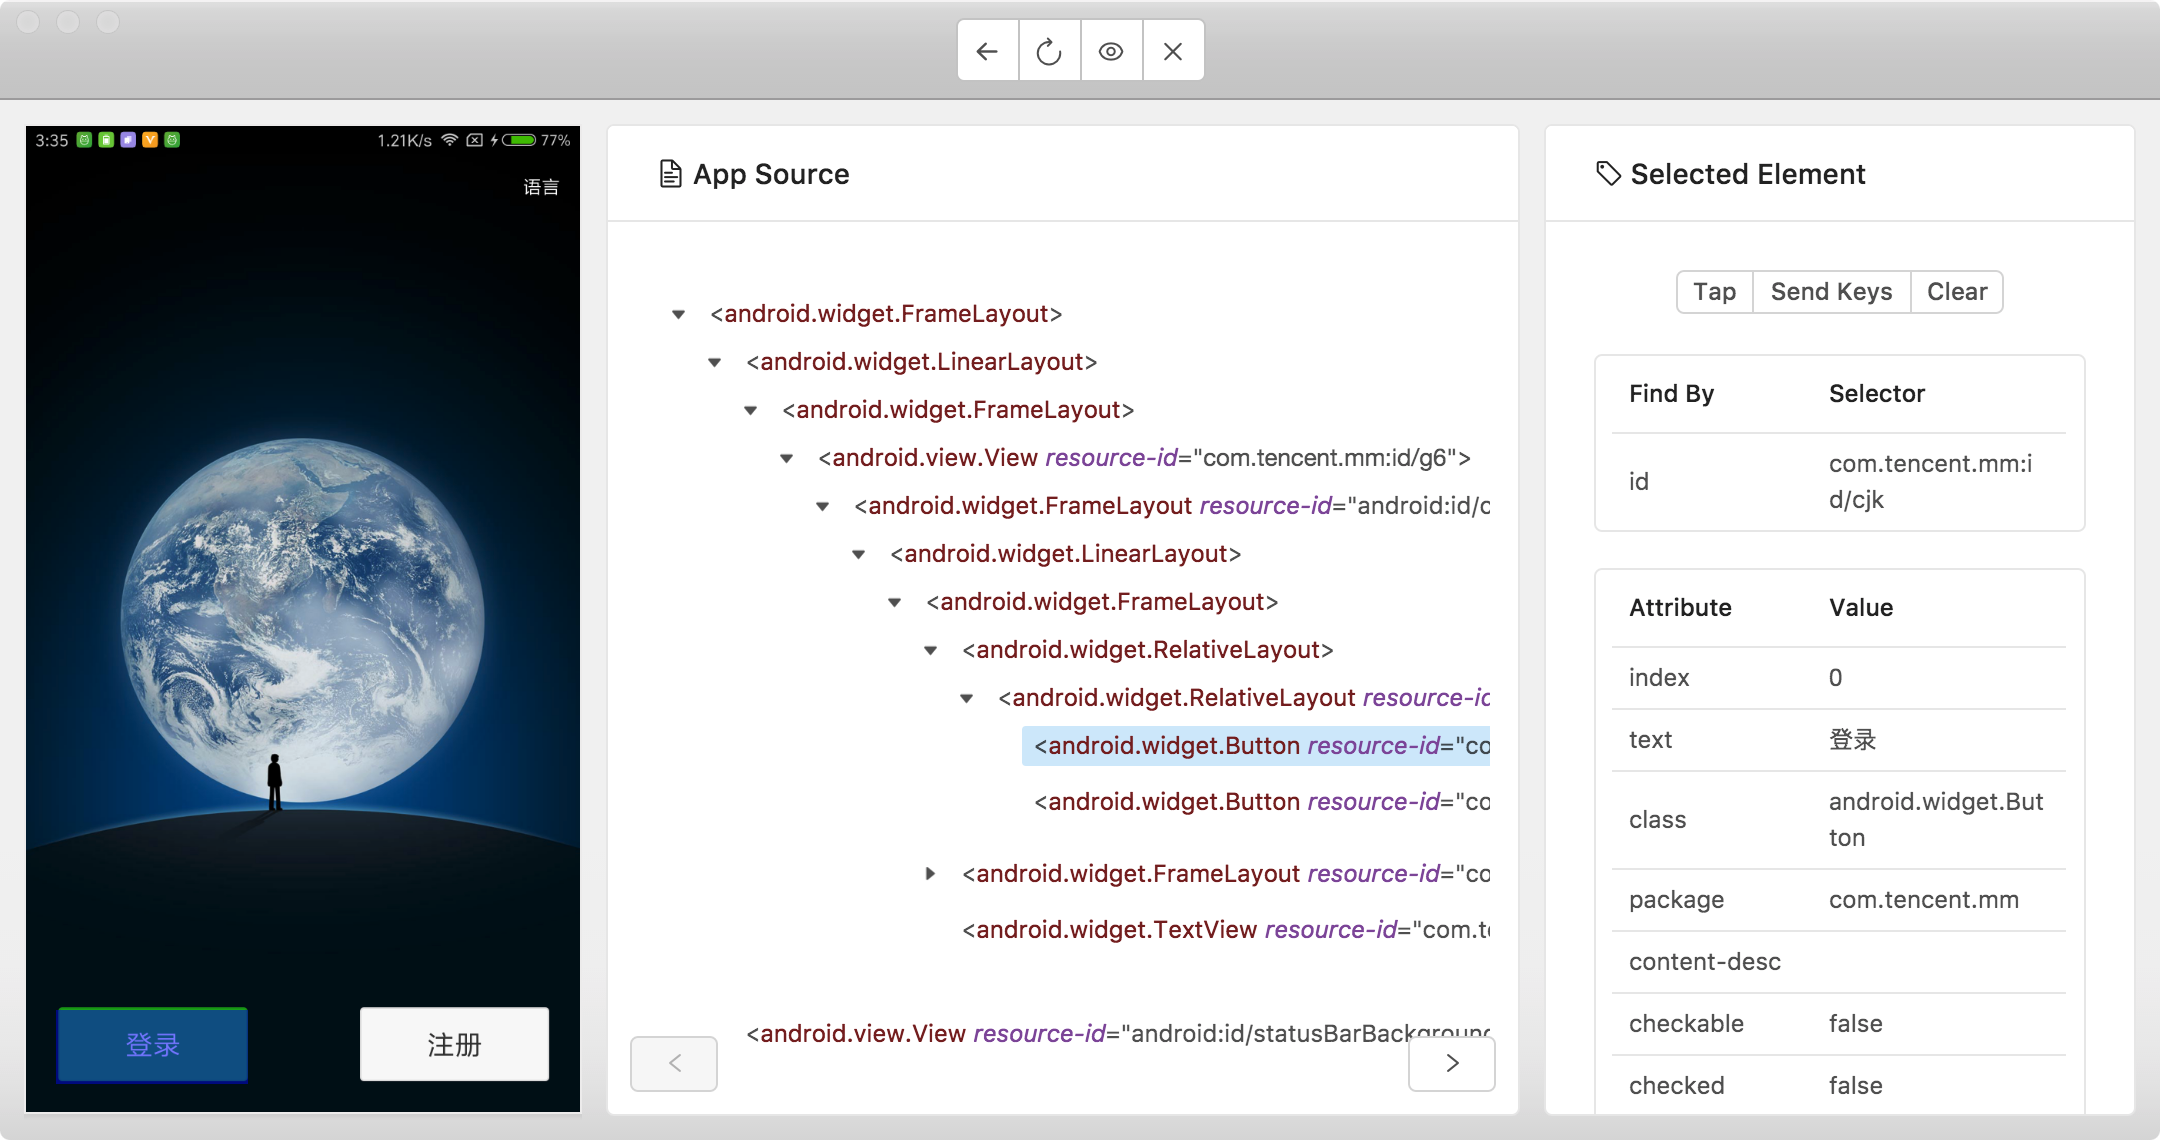 3:35
1.21K/s
77%
语言
登录
注册
App Source
<android.widget.FrameLayout>
<android.widget.LinearLayout>
<android.widget.FrameLayout>
<android.view.View resource-id="com.tencent.mm:id/g6">
<android.widget.FrameLayout resource-id="android:id/c
<android.widget.LinearLayout>
<android.widget.FrameLayout>
<android.widget.RelativeLayout>
<android.widget.RelativeLayout resource-id
<android.widget.Button resource-id="co
<android.widget.Button resource-id="co
<android.widget.FrameLayout resource-id="co
<android.widget.TextView resource-id="com.te
<android.view.View resource-id="android:id/statusBarBackground
Selected Element
Tap Send Keys Clear
Find By Selector
id com.tencent.mm:i
d/cjk
Attribute Value
index 0
text 登录
class android.widget.But
ton
package com.tencent.mm
content-desc
checkable false
checked false